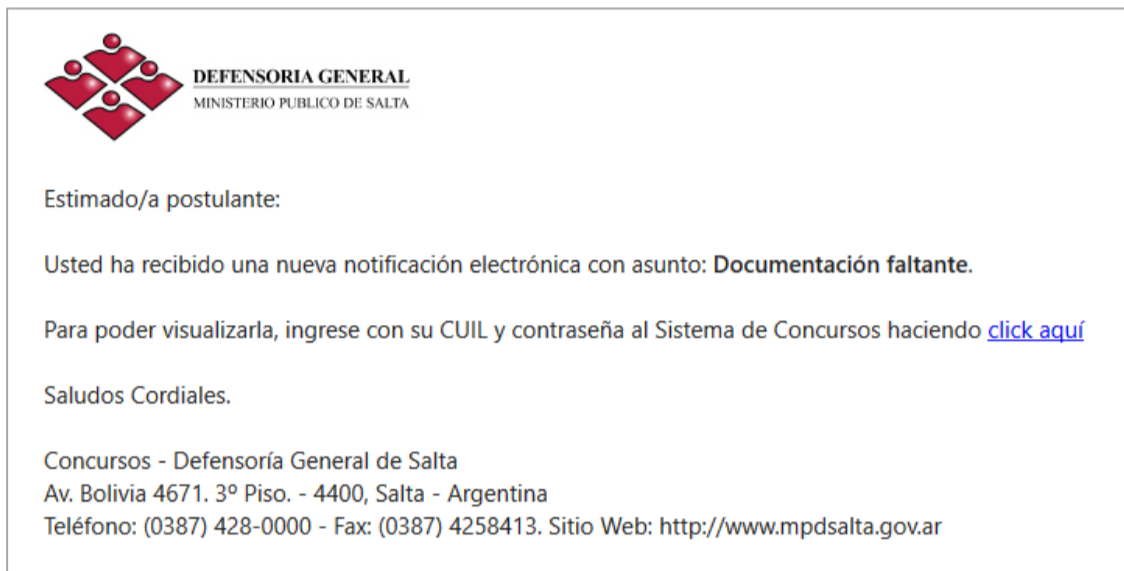 DEFENSORIA GENERAL
MINISTERIO PUBLICO DE SALTA
Estimado/a postulante:
Usted ha recibido una nueva notificación electrónica con asunto: Documentación faltante.
Para poder visualizarla, ingrese con su CUIL y contraseña al Sistema de Concursos haciendo click aquí
Saludos Cordiales.
Concursos - Defensoría General de Salta
Av. Bolivia 4671. 3º Piso. - 4400, Salta - Argentina
Teléfono: (0387) 428-0000 - Fax: (0387) 4258413. Sitio Web: http://www.mpdsalta.gov.ar